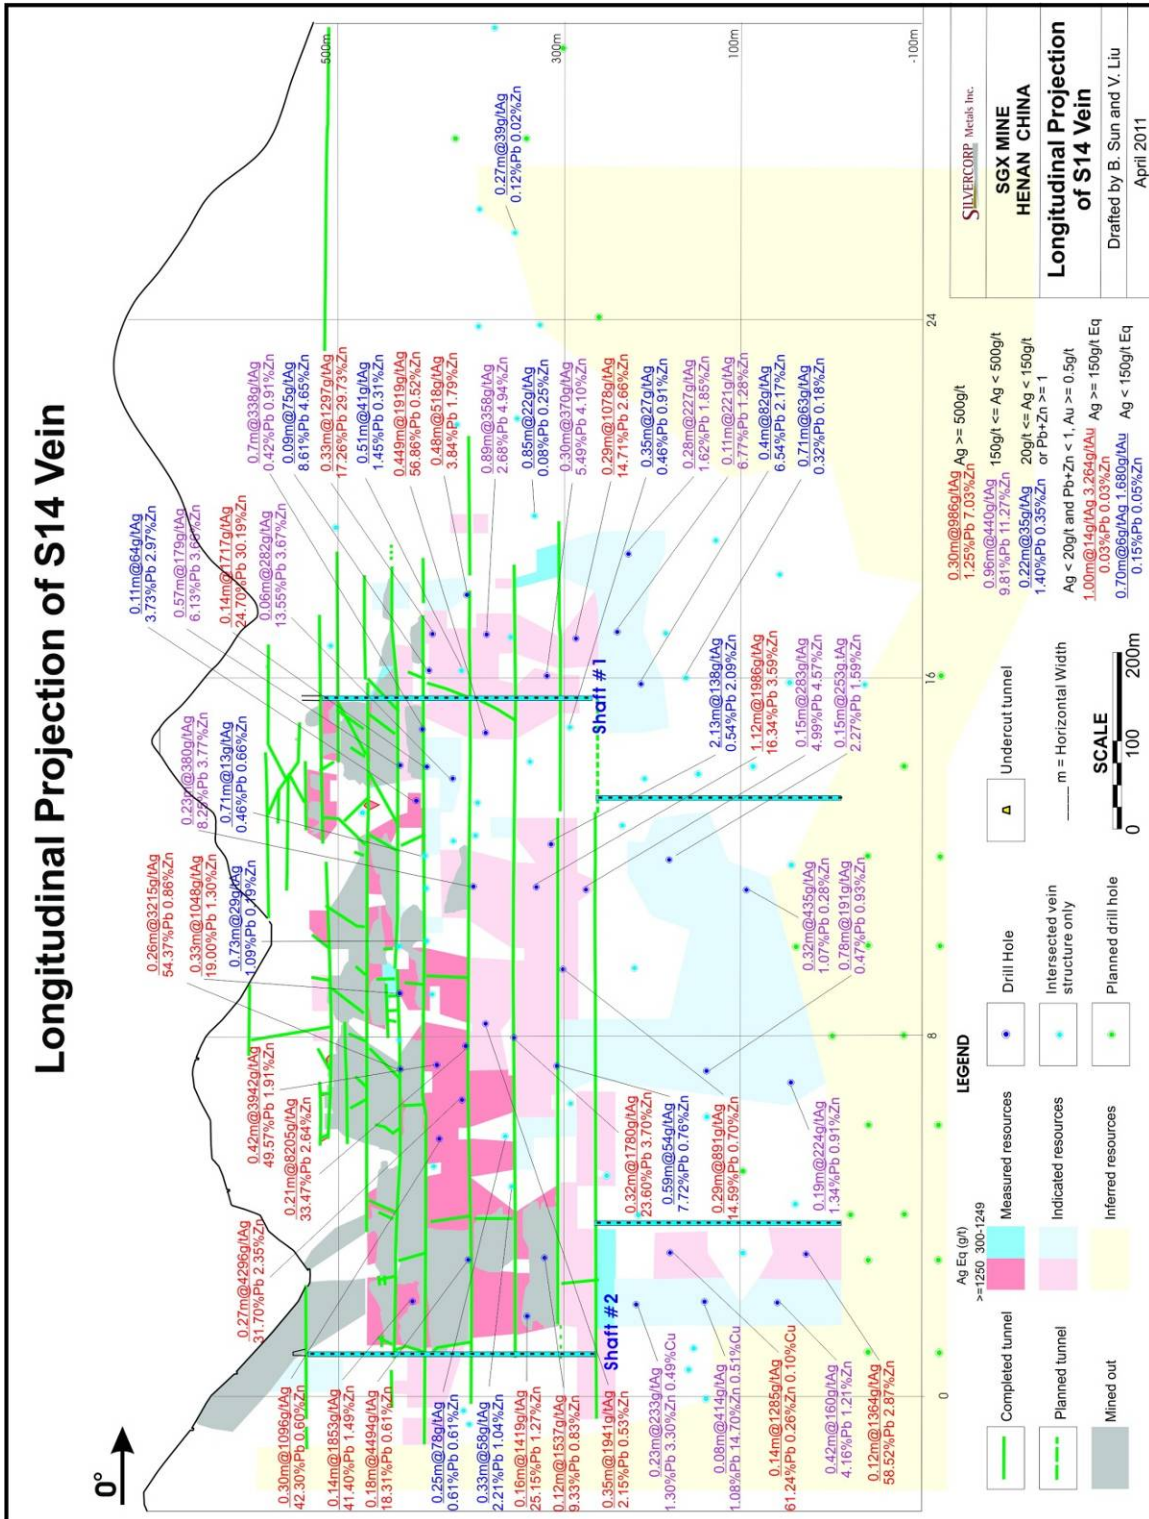 Longitudinal Projection of S14 Vein
0°
500m
300m
100m
-100m
0.26m@3215g/tAg
54.37%Pb 0.86%Zn
0.33m@1048g/tAg
19.00%Pb 1.30%Zn
0.73m@29g/tAg
1.09%Pb 0.19%Zn
0.23m@380g/tAg
8.25%Pb 3.77%Zn
0.71m@13g/tAg
0.46%Pb 0.66%Zn
0.11m@64g/tAg
3.73%Pb 2.97%Zn
0.57m@179g/tAg
6.13%Pb 3.66%Zn
0.14m@1717g/tAg
24.70%Pb 30.19%Zn
0.06m@282g/tAg
13.55%Pb 3.67%Zn
0.7m@338g/tAg
0.42%Pb 0.91%Zn
0.09m@75g/tAg
8.61%Pb 4.65%Zn
0.33m@1297g/tAg
17.26%Pb 29.73%Zn
0.51m@41g/tAg
1.45%Pb 0.31%Zn
0.449m@1919g/tAg
56.86%Pb 0.52%Zn
0.48m@518g/tAg
3.84%Pb 1.79%Zn
0.89m@358g/tAg
2.68%Pb 4.94%Zn
0.85m@22g/tAg
0.08%Pb 0.25%Zn
0.30m@370g/tAg
5.49%Pb 4.10%Zn
0.29m@1078g/tAg
14.71%Pb 2.66%Zn
0.35m@27g/tAg
0.46%Pb 0.91%Zn
0.28m@227g/tAg
1.62%Pb 1.85%Zn
0.11m@221g/tAg
6.77%Pb 1.28%Zn
0.4m@82g/tAg
6.54%Pb 2.17%Zn
0.71m@63g/tAg
0.32%Pb 0.18%Zn
0.27m@39g/tAg
0.12%Pb 0.02%Zn
0.27m@4296g/tAg
31.70%Pb 2.35%Zn
0.42m@3942g/tAg
49.57%Pb 1.91%Zn
0.21m@8205g/tAg
33.47%Pb 2.64%Zn
0.30m@1096g/tAg
42.30%Pb 0.60%Zn
0.14m@1853g/tAg
41.40%Pb 1.49%Zn
0.18m@4494g/tAg
18.31%Pb 0.61%Zn
0.25m@78g/tAg
0.61%Pb 0.61%Zn
0.33m@58g/tAg
2.21%Pb 1.04%Zn
0.16m@1419g/tAg
25.15%Pb 1.27%Zn
0.12m@1537g/tAg
9.33%Pb 0.83%Zn
0.35m@1941g/tAg
2.15%Pb 0.53%Zn
0.23m@233g/tAg
1.30%Pb 3.30%Zn 0.49%Cu
0.08m@414g/tAg
1.08%Pb 14.70%Zn 0.51%Cu
0.14m@1285g/tAg
61.24%Pb 0.26%Zn 0.10%Cu
0.42m@160g/tAg
4.16%Pb 1.21%Zn
0.12m@1364g/tAg
58.52%Pb 2.87%Zn
Shaft #2
Shaft #1
0.32m@1780g/tAg
23.60%Pb 3.70%Zn
0.59m@54g/tAg
7.72%Pb 0.76%Zn
0.29m@891g/tAg
14.59%Pb 0.70%Zn
0.19m@224g/tAg
1.34%Pb 0.91%Zn
0.32m@435g/tAg
1.07%Pb 0.28%Zn
0.78m@191g/tAg
0.47%Pb 0.93%Zn
2.13m@138g/tAg
0.54%Pb 2.09%Zn
1.12m@1986g/tAg
16.34%Pb 3.59%Zn
0.15m@283g/tAg
4.99%Pb 4.57%Zn
0.15m@253g.tAg
2.27%Pb 1.59%Zn
0
8
16
24
LEGEND
Ag Eq (g/t)
>=1250 300-1249
Completed tunnel
Planned tunnel
Mined out
Measured resources
Indicated resources
Inferred resources
Drill Hole
Intersected vein
structure only
Planned drill hole
Undercut tunnel
m = Horizontal Width
SCALE
0 100 200m
0.30m@986g/tAg Ag >= 500g/t
1.25%Pb 7.03%Zn
0.96m@440g/tAg 150g/t <= Ag < 500g/t
9.81%Pb 11.27%Zn
0.22m@35g/tAg 20g/t <= Ag < 150g/t
1.40%Pb 0.35%Zn or Pb+Zn >= 1
Ag < 20g/t and Pb+Zn < 1, Au >= 0.5g/t
1.00m@14g/tAg 3.264g/tAu Ag >= 150g/t Eq
0.03%Pb 0.03%Zn
0.70m@6g/tAg 1.680g/tAu Ag < 150g/t Eq
0.15%Pb 0.05%Zn
SILVERCORP Metals Inc.
SGX MINE
HENAN CHINA
Longitudinal Projection
of S14 Vein
Drafted by B. Sun and V. Liu
April 2011